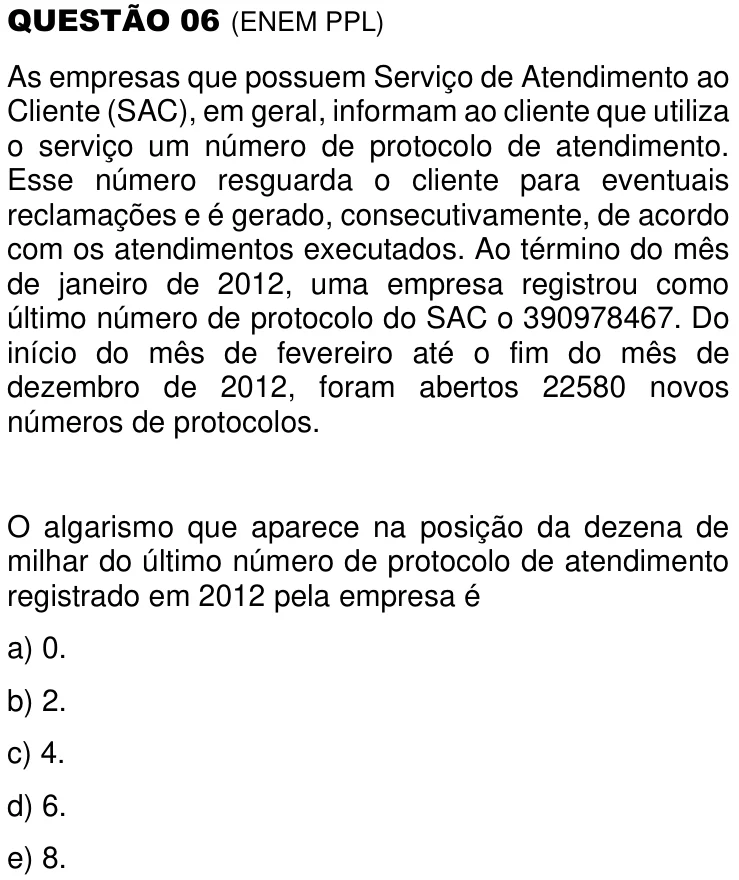 QUESTÃO 06 (ENEM PPL)
As empresas que possuem Serviço de Atendimento ao
Cliente (SAC), em geral, informam ao cliente que utiliza
o serviço um número de protocolo de atendimento.
Esse número resguarda o cliente para eventuais
reclamações e é gerado, consecutivamente, de acordo
com os atendimentos executados. Ao término do mês
de janeiro de 2012, uma empresa registrou como
último número de protocolo do SAC o 390978467. Do
início do mês de fevereiro até o fim do mês de
dezembro de 2012, foram abertos 22580 novos
números de protocolos.
O algarismo que aparece na posição da dezena de
milhar do último número de protocolo de atendimento
registrado em 2012 pela empresa é
a) 0.
b) 2.
c) 4.
d) 6.
e) 8.